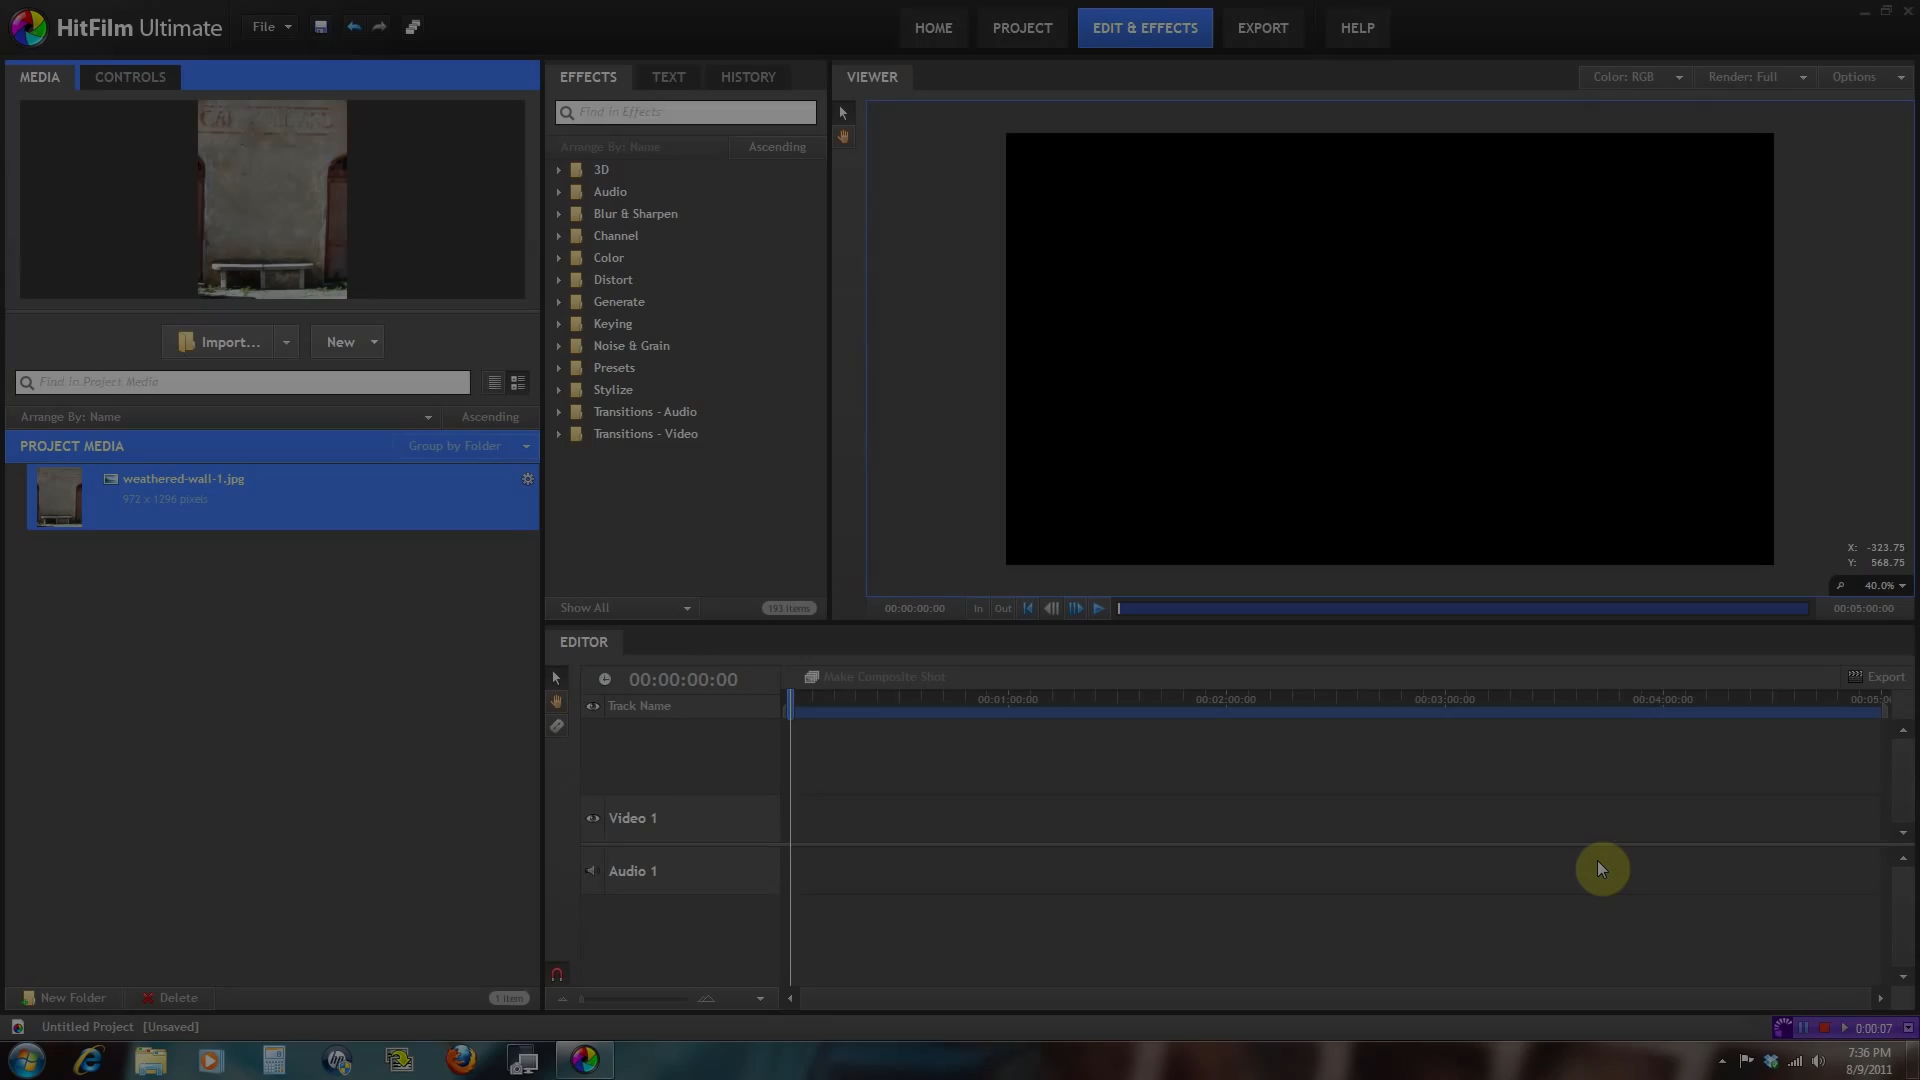 HitFilm Ultimate
File
HOME
PROJECT
EDIT & EFFECTS
EXPORT
HELP
MEDIA
CONTROLS
Import...
New
Find in Project Media
Arrange By: Name
Ascending
PROJECT MEDIA
Group by Folder
weathered-wall-1.jpg
972 x 1296 pixels
New Folder
Delete
1 item
EFFECTS
TEXT
HISTORY
Find in Effects
Arrange By: Name
Ascending
3D
Audio
Blur & Sharpen
Channel
Color
Distort
Generate
Keying
Noise & Grain
Presets
Stylize
Transitions - Audio
Transitions - Video
Show All
193 items
VIEWER
Color: RGB
Render: Full
Options
X: -323.75
Y: 568.75
40.0%
00:00:00:00
In
Out
00:05:00:00
EDITOR
00:00:00:00
Make Composite Shot
Export
Track Name
00:01:00:00
00:02:00:00
00:03:00:00
00:04:00:00
Video 1
Audio 1
Untitled Project [Unsaved]
0:00:07
7:36 PM
8/9/2011